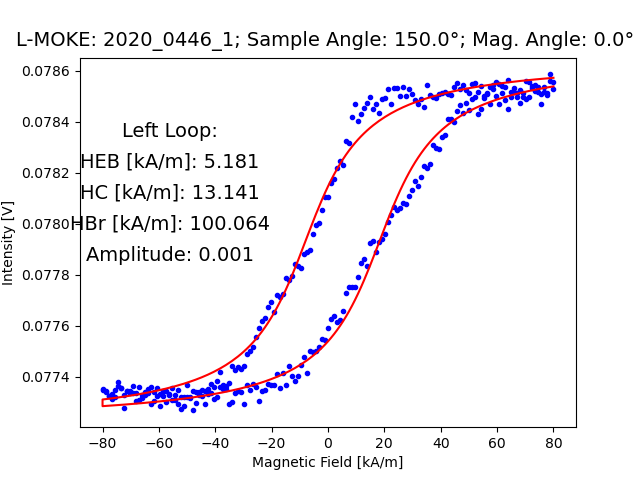 L-MOKE: 2020_0446_1; Sample Angle: 150.0°; Mag. Angle: 0.0°
Left Loop:
HEB [kA/m]: 5.181
HC [kA/m]: 13.141
HBr [kA/m]: 100.064
Amplitude: 0.001
Intensity [V]
0.0786
0.0784
0.0782
0.0780
0.0778
0.0776
0.0774
−80
−60
−40
−20
0
20
40
60
80
Magnetic Field [kA/m]